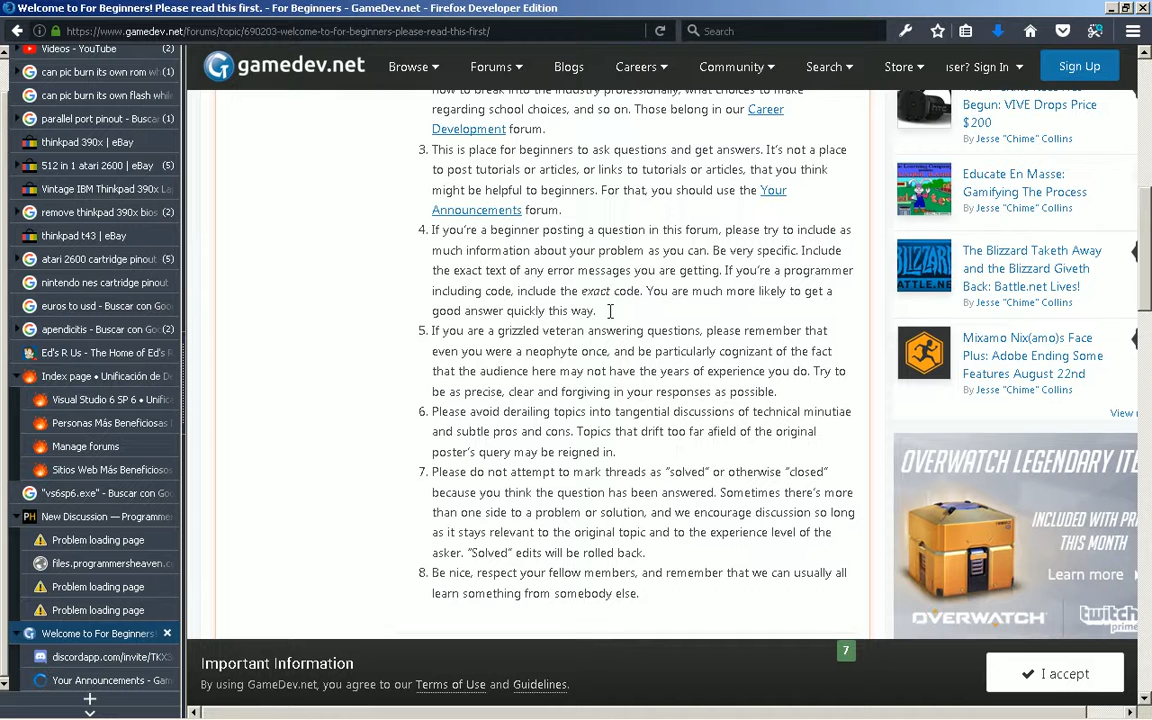 Welcome to For Beginners! Please read this first. - For Beginners - GameDev.net - Firefox Developer Edition
https://www.gamedev.net/forums/topic/690203-welcome-to-for-beginners-please-read-this-first/
Search
Videos - YouTube (2)
can pic burn its own rom w (1)
can pic burn its own flash while
parallel port pinout - Buscar (1)
thinkpad 390x | eBay
512 in 1 atari 2600 | eBay (5)
Vintage IBM Thinkpad 390x La
remove thinkpad 390x bios (2)
thinkpad t43 | eBay
atari 2600 cartridge pinout (5)
nintendo nes cartridge pinout
euros to usd - Buscar con Goo
apendicitis - Buscar con G (2)
Ed's R Us - The Home of Ed's R
Index page • Unificación de De
Visual Studio 6 SP 6 • Unific
Personas Más Beneficiosas
Manage forums
Sitios Web Más Beneficiosos
"vs6sp6.exe" - Buscar con Goo
New Discussion — Programme
Problem loading page
files.programmersheaven.c
Problem loading page
Problem loading page
Welcome to For Beginners!
discordapp.com/invite/TKX3
Your Announcements - Gam
gamedev.net
Browse
Forums
Blogs
Careers
Community
Search
Store
user? Sign In
Sign Up
how to break into the industry professionally, what choices to make
regarding school choices, and so on. Those belong in our Career
Development forum.
3. This is place for beginners to ask questions and get answers. It's not a place
to post tutorials or articles, or links to tutorials or articles, that you think
might be helpful to beginners. For that, you should use the Your
Announcements forum.
4. If you're a beginner posting a question in this forum, please try to include as
much information about your problem as you can. Be very specific. Include
the exact text of any error messages you are getting. If you're a programmer
including code, include the exact code. You are much more likely to get a
good answer quickly this way.
5. If you are a grizzled veteran answering questions, please remember that
even you were a neophyte once, and be particularly cognizant of the fact
that the audience here may not have the years of experience you do. Try to
be as precise, clear and forgiving in your responses as possible.
6. Please avoid derailing topics into tangential discussions of technical minutiae
and subtle pros and cons. Topics that drift too far afield of the original
poster's query may be reigned in.
7. Please do not attempt to mark threads as "solved" or otherwise "closed"
because you think the question has been answered. Sometimes there's more
than one side to a problem or solution, and we encourage discussion so long
as it stays relevant to the original topic and to the experience level of the
asker. "Solved" edits will be rolled back.
8. Be nice, respect your fellow members, and remember that we can usually all
learn something from somebody else.
Begun: VIVE Drops Price
$200
By Jesse "Chime" Collins
Educate En Masse:
Gamifying The Process
By Jesse "Chime" Collins
The Blizzard Taketh Away
and the Blizzard Giveth
Back: Battle.net Lives!
By Jesse "Chime" Collins
BATTLE.NET
Mixamo Nix(amo)s Face
Plus: Adobe Ending Some
Features August 22nd
By Jesse "Chime" Collins
View
OVERWATCH LEGENDARY
INCLUDED WITH
THIS MONTH
Learn more
OVERWATCH
twitch
prime
7
Important Information
By using GameDev.net, you agree to our Terms of Use and Guidelines.
I accept